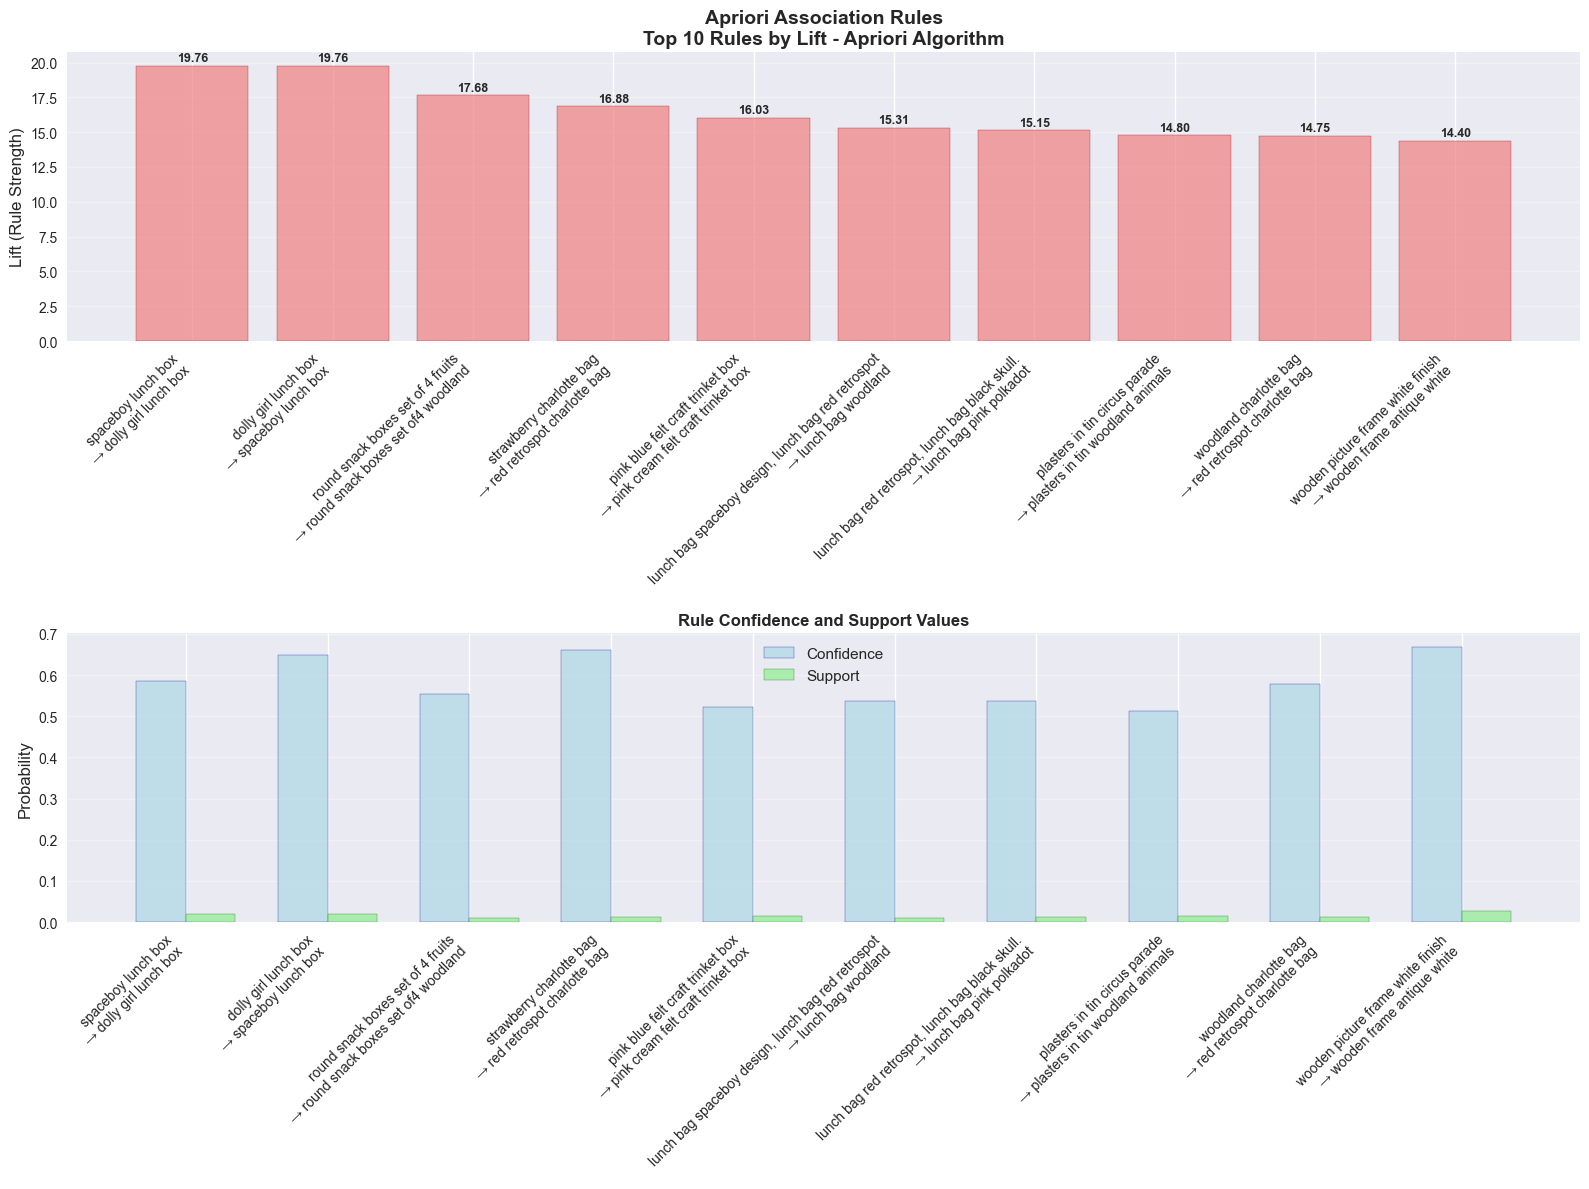 Apriori Association Rules
Top 10 Rules by Lift - Apriori Algorithm
Lift (Rule Strength)
20.0
17.5
15.0
12.5
10.0
7.5
5.0
2.5
0.0
19.76
19.76
17.68
16.88
16.03
15.31
15.15
14.80
14.75
14.40
spaceboy lunch box
→ dolly girl lunch box
dolly girl lunch box
→ spaceboy lunch box
round snack boxes set of 4 fruits
→ round snack boxes set of4 woodland
strawberry charlotte bag
→ red retrospot charlotte bag
pink blue felt craft trinket box
→ pink cream felt craft trinket box
lunch bag spaceboy design, lunch bag red retrospot
→ lunch bag woodland
lunch bag red retrospot, lunch bag black skull.
→ lunch bag pink polkadot
plasters in tin circus parade
→ plasters in tin woodland animals
woodland charlotte bag
→ red retrospot charlotte bag
wooden picture frame white finish
→ wooden frame antique white
Rule Confidence and Support Values
Probability
0.7
0.6
0.5
0.4
0.3
0.2
0.1
0.0
Confidence
Support
spaceboy lunch box
→ dolly girl lunch box
dolly girl lunch box
→ spaceboy lunch box
round snack boxes set of 4 fruits
→ round snack boxes set of4 woodland
strawberry charlotte bag
→ red retrospot charlotte bag
pink blue felt craft trinket box
→ pink cream felt craft trinket box
lunch bag spaceboy design, lunch bag red retrospot
→ lunch bag woodland
lunch bag red retrospot, lunch bag black skull.
→ lunch bag pink polkadot
plasters in tin circus parade
→ plasters in tin woodland animals
woodland charlotte bag
→ red retrospot charlotte bag
wooden picture frame white finish
→ wooden frame antique white